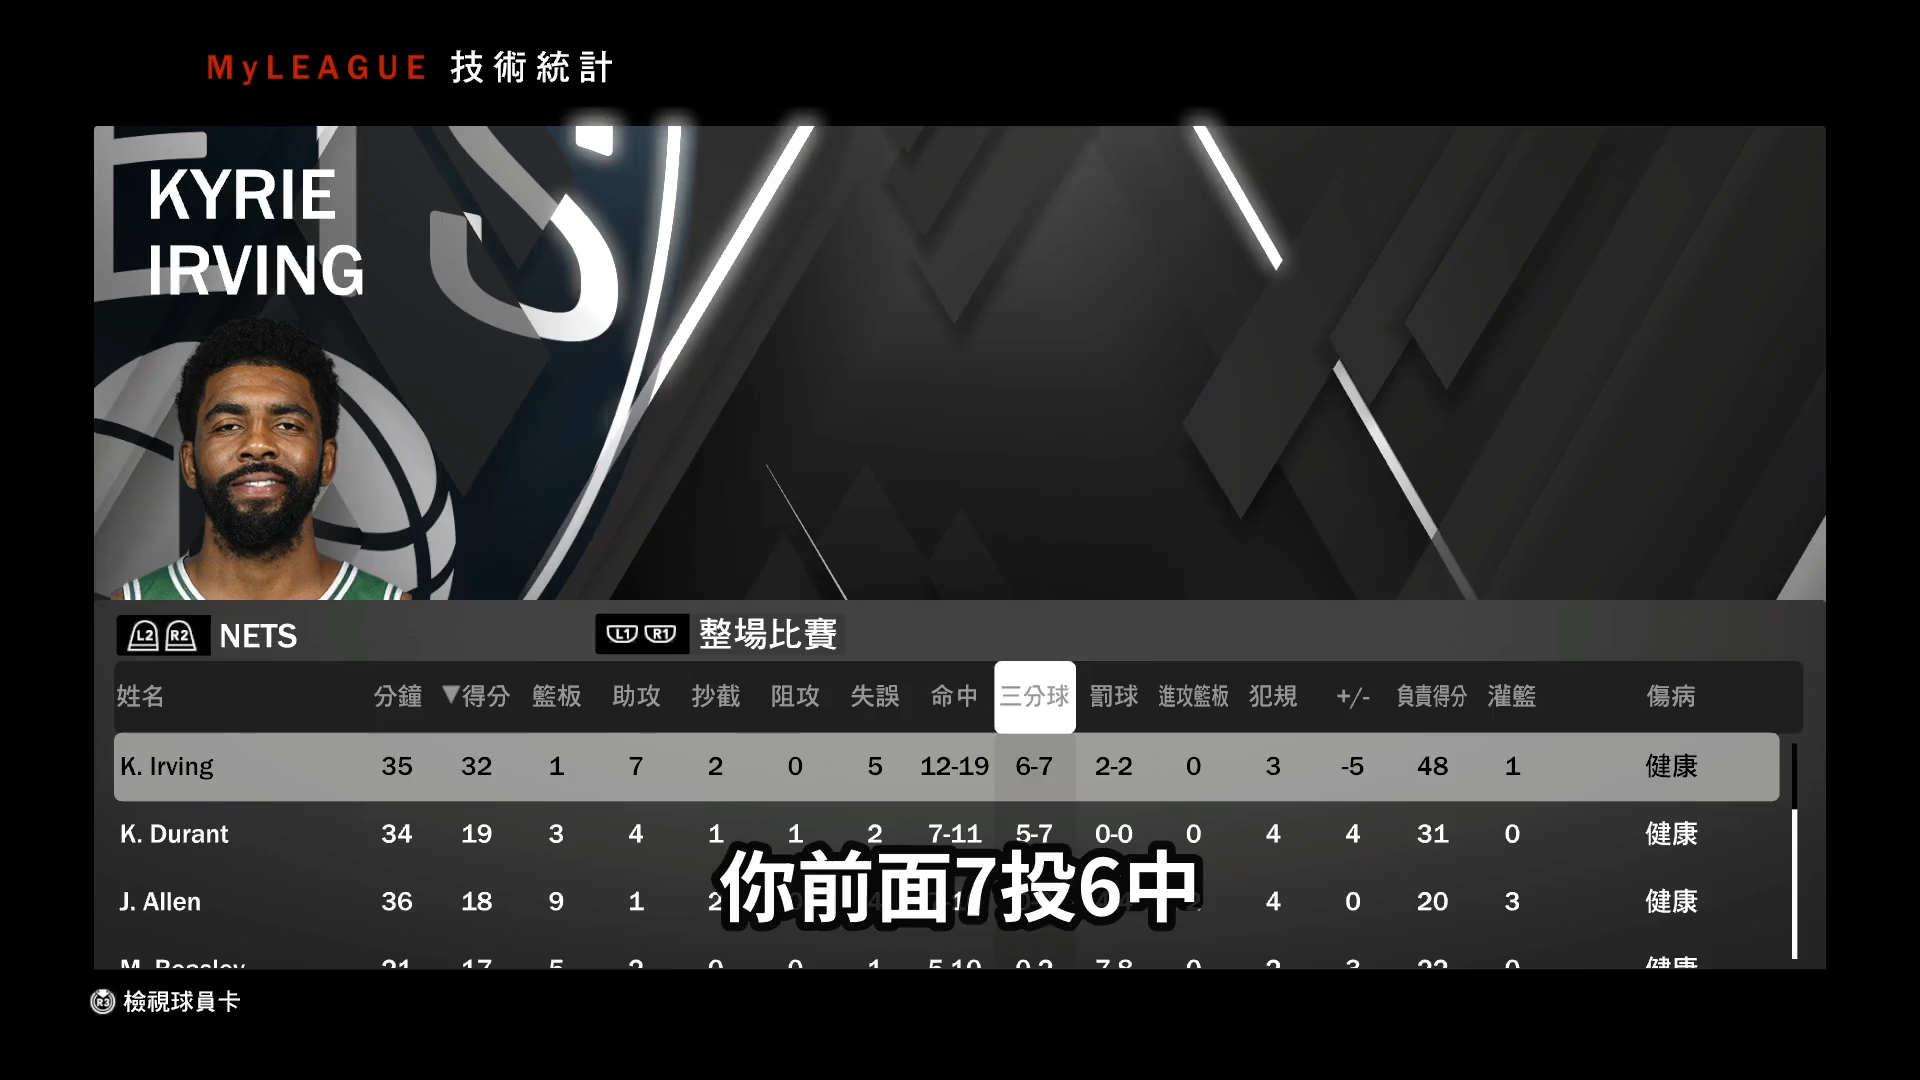 MyLEAGUE 技術統計
KYRIE
IRVING
L2 R2 NETS L1 R1 整場比賽
姓名 分鐘 ▼得分 籃板 助攻 抄截 阻攻 失誤 命中 三分球 罰球 進攻籃板 犯規 +/- 負責得分 灌籃 傷病
K. Irving 35 32 1 7 2 0 5 12-19 6-7 2-2 0 3 -5 48 1 健康
K. Durant 34 19 3 4 1 1 2 7-11 5-7 0-0 0 4 4 31 0 健康
J. Allen 36 18 9 1 2 4 0 20 3 健康
你前面7投6中
R3 檢視球員卡